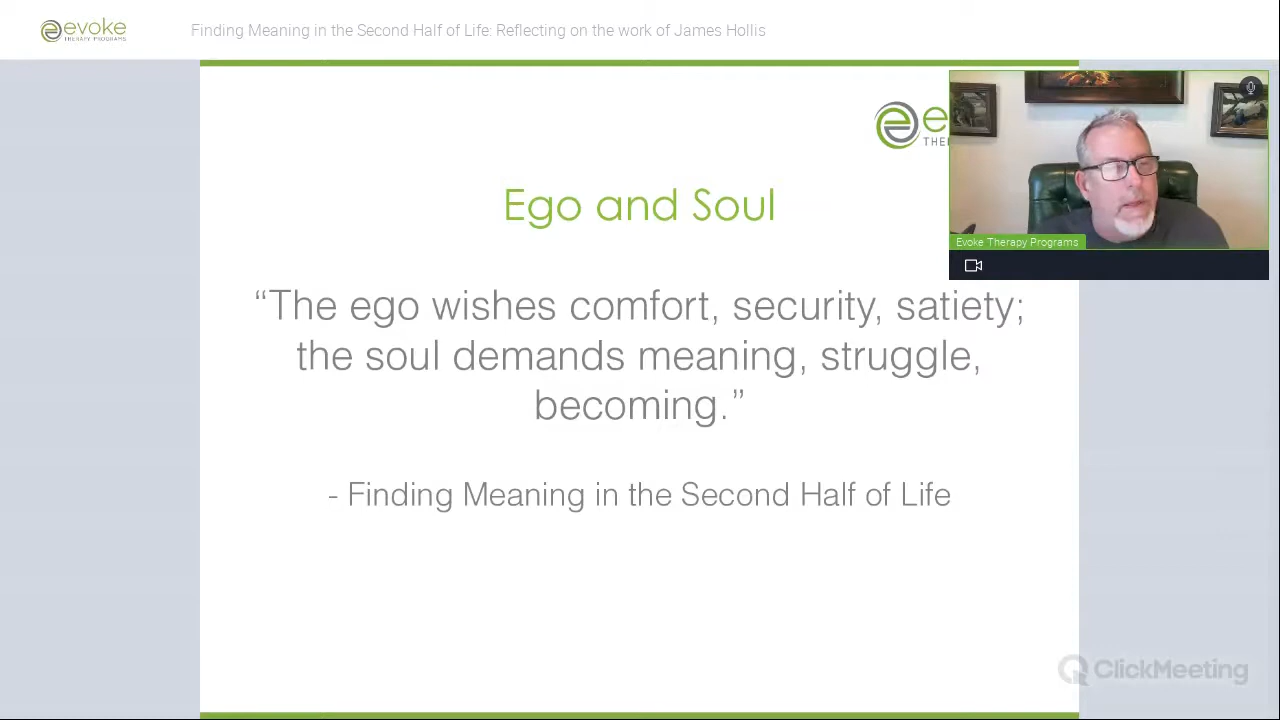 evoke
THERAPY PROGRAMS
Finding Meaning in the Second Half of Life: Reflecting on the work of James Hollis
e
THE
Evoke Therapy Programs
Ego and Soul
“The ego wishes comfort, security, satiety;
the soul demands meaning, struggle,
becoming.”
- Finding Meaning in the Second Half of Life
ClickMeeting